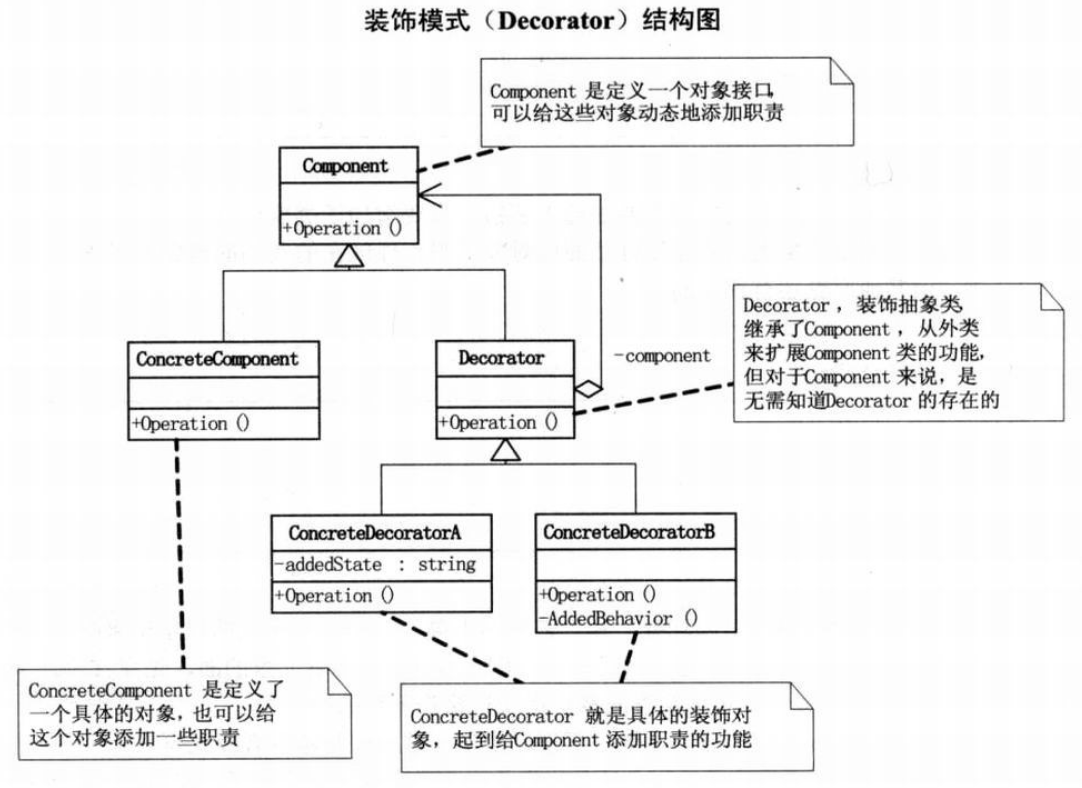 装饰模式（Decorator）结构图
Component 是定义一个对象接口，
可以给这些对象动态地添加职责
Component
+Operation ()
Decorator，装饰抽象类，
继承了Component，从外类
来扩展Component 类的功能，
但对于Component 来说，是
无需知道Decorator 的存在的
ConcreteComponent
+Operation ()
Decorator
+Operation ()
-component
ConcreteDecoratorA
-addedState : string
+Operation ()
ConcreteDecoratorB
+Operation ()
-AddedBehavior ()
ConcreteComponent 是定义了
一个具体的对象，也可以给
这个对象添加一些职责
ConcreteDecorator 就是具体的装饰对
象，起到给Component 添加职责的功能